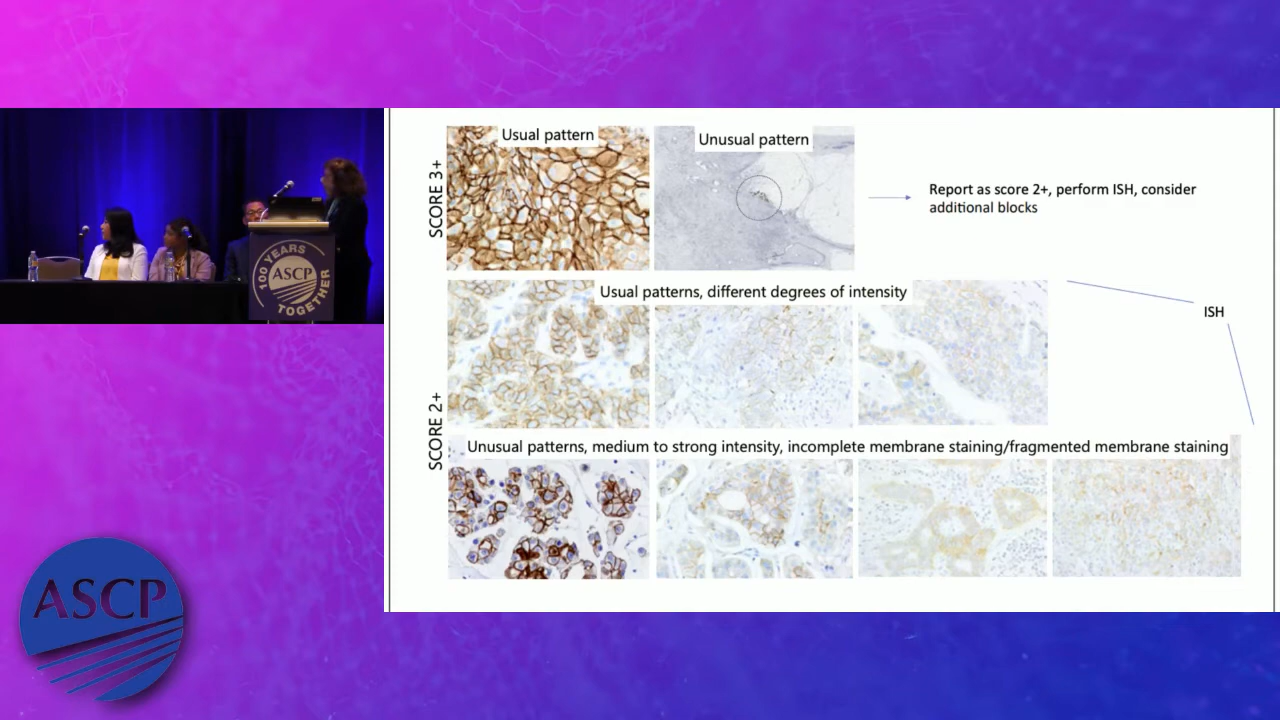 SCORE 3+
Usual pattern
Unusual pattern
Report as score 2+, perform ISH, consider
additional blocks
SCORE 2+
Usual patterns, different degrees of intensity
ISH
Unusual patterns, medium to strong intensity, incomplete membrane staining/fragmented membrane staining
100 YEARS
ASCP
TOGETHER
ASCP